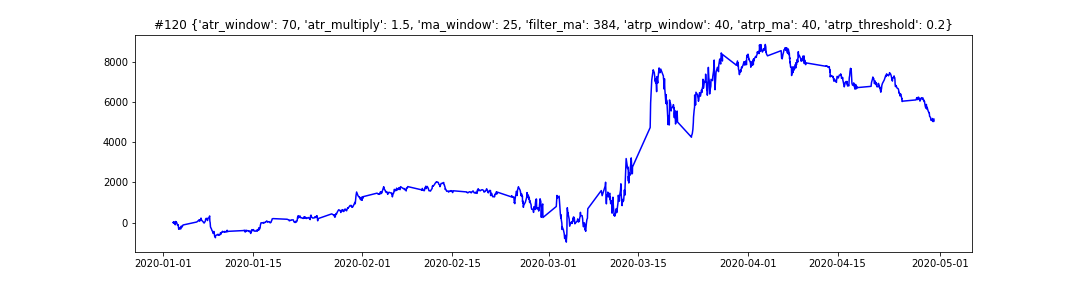 #120 {'atr_window': 70, 'atr_multiply': 1.5, 'ma_window': 25, 'filter_ma': 384, 'atrp_window': 40, 'atrp_ma': 40, 'atrp_threshold': 0.2}
8000
6000
4000
2000
0
2020-01-01 2020-01-15 2020-02-01 2020-02-15 2020-03-01 2020-03-15 2020-04-01 2020-04-15 2020-05-01